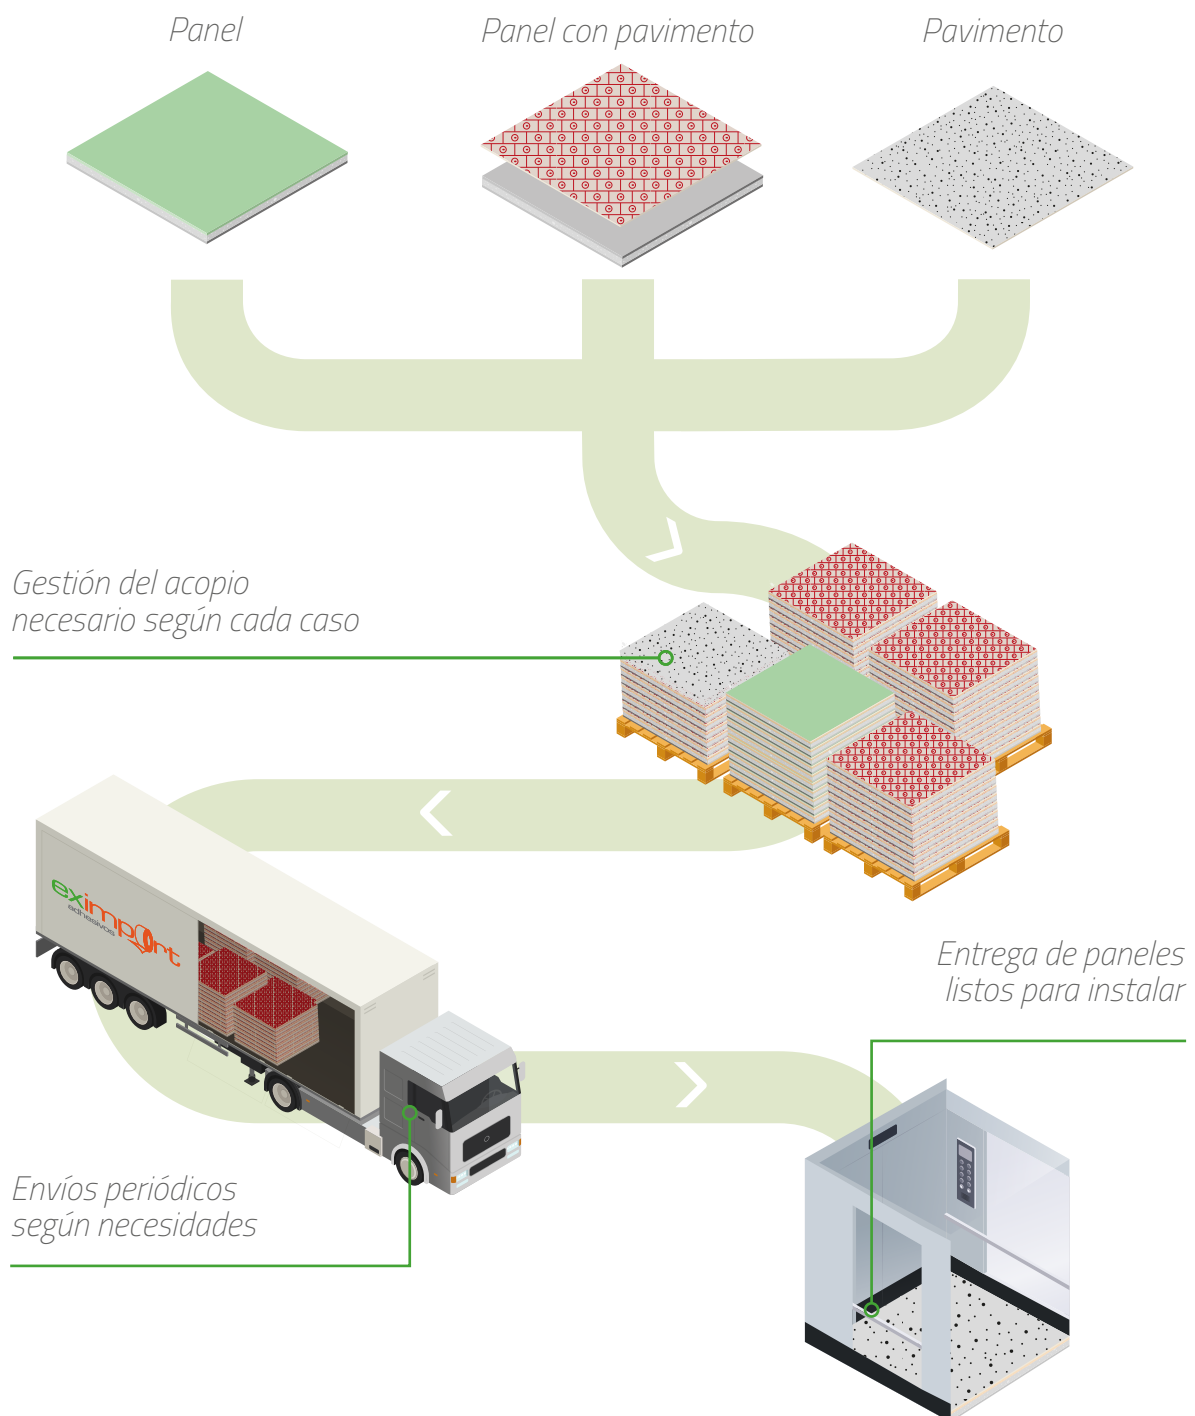 Panel
Panel con pavimento
Pavimento
Gestión del acopio
necesario según cada caso
eximport
adhesivos
Entrega de paneles
listos para instalar
Envíos periódicos
según necesidades